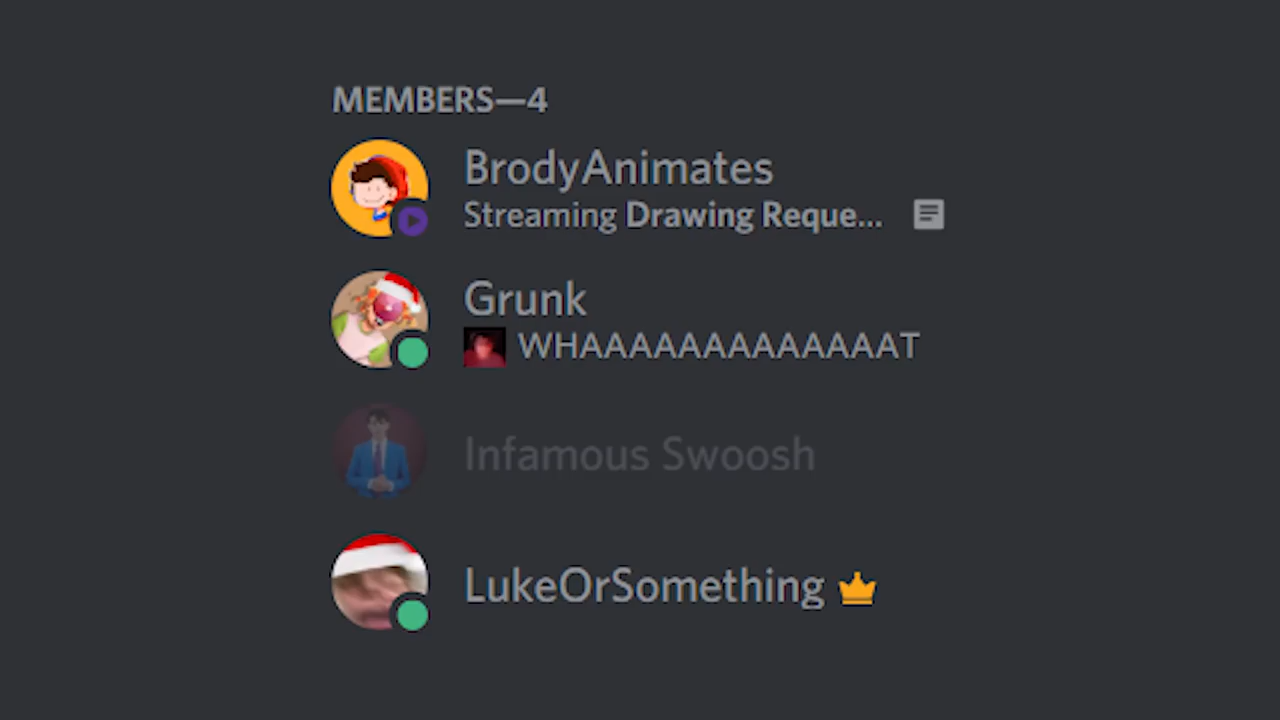 MEMBERS—4
BrodyAnimates
Streaming Drawing Reque...
Grunk
WHAAAAAAAAAAAAAT
Infamous Swoosh
LukeOrSomething